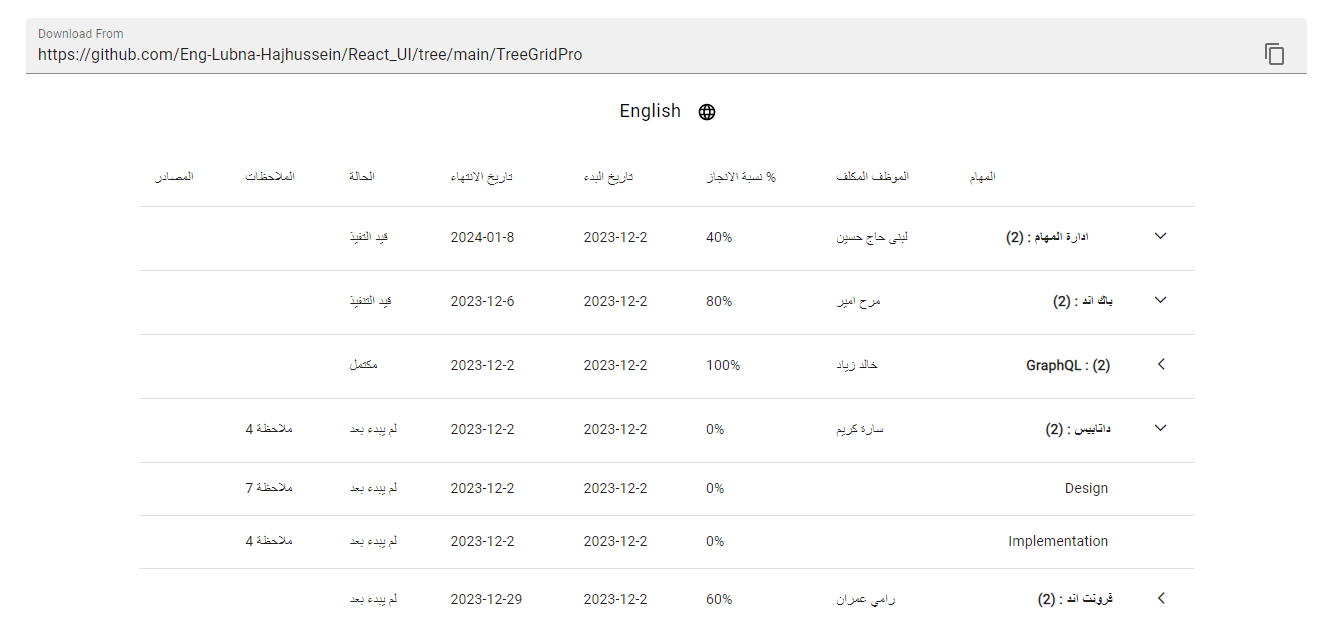 Download From
https://github.com/Eng-Lubna-Hajhussein/React_UI/tree/main/TreeGridPro
English
المهام الموظف المكلف % نسبة الانجاز تاريخ البدء تاريخ الانتهاء الحالة الملاحظات المصادر
ادارة المهام : (2) لبنى حاج حسين 40% 2023-12-2 2024-01-8 قيد التفيذ
باك اند : (2) مرح امير 80% 2023-12-2 2023-12-6 قيد التنفيذ
GraphQL : (2) خالد زياد 100% 2023-12-2 2023-12-2 مكتمل
داتابيس : (2) سارة كريم 0% 2023-12-2 2023-12-2 لم يبدء بعد ملاحظة 4
Design 0% 2023-12-2 2023-12-2 لم يبدء بعد ملاحظة 7
Implementation 0% 2023-12-2 2023-12-2 لم يبدء بعد ملاحظة 4
فرونت اند : (2) رامي عمران 60% 2023-12-2 2023-12-29 لم يبدء بعد